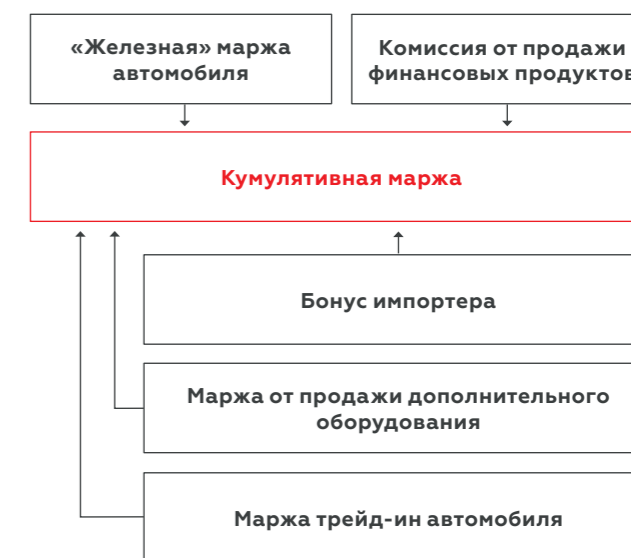 «Железная» маржа
автомобиля
Комиссия от продажи
финансовых продуктов
Кумулятивная маржа
Бонус импортера
Маржа от продажи дополнительного
оборудования
Маржа трейд-ин автомобиля